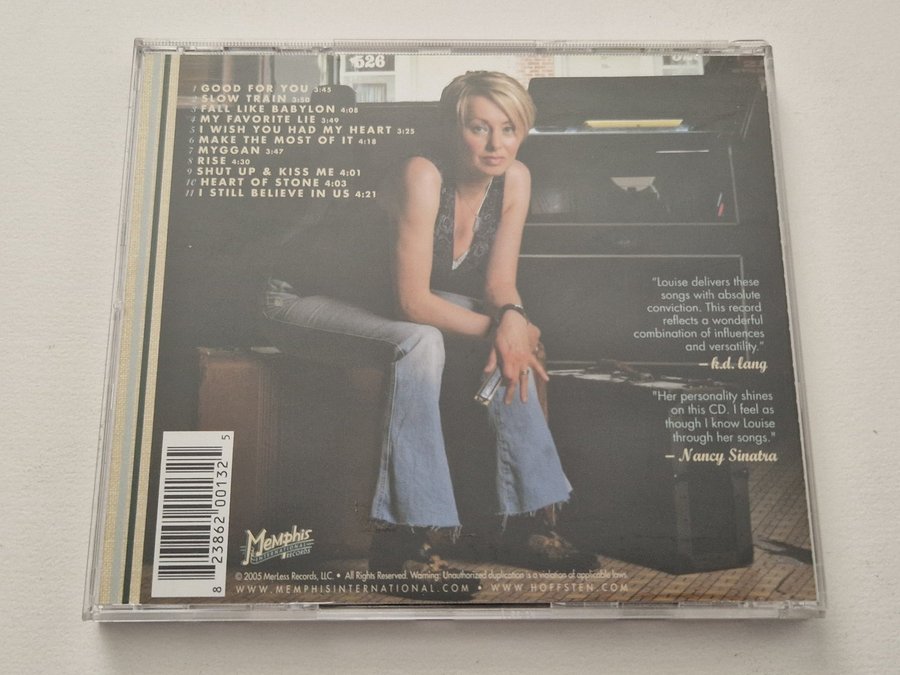 526
1 GOOD FOR YOU 3:45
2 SLOW TRAIN 3:50
3 FALL LIKE BABYLON 4:08
4 MY FAVORITE LIE 3:49
5 I WISH YOU HAD MY HEART 3:25
6 MAKE THE MOST OF IT 4:18
7 MYGGAN 3:47
8 RISE 4:30
9 SHUT UP & KISS ME 4:01
10 HEART OF STONE 4:03
11 I STILL BELIEVE IN US 4:21
"Louise delivers these
songs with absolute
conviction. This record
reflects a wonderful
combination of influences
and versatility."
– k.d. lang
"Her personality shines
on this CD. I feel as
though I know Louise
through her songs."
– Nancy Sinatra
8 23862 00132 5
Memphis
INTERNATIONAL
RECORDS
© 2005 MerLess Records, LLC. • All Rights Reserved. Warning: Unauthorized duplication is a violation of applicable laws.
WWW.MEMPHISINTERNATIONAL.COM • WWW.HOFFSTEN.COM